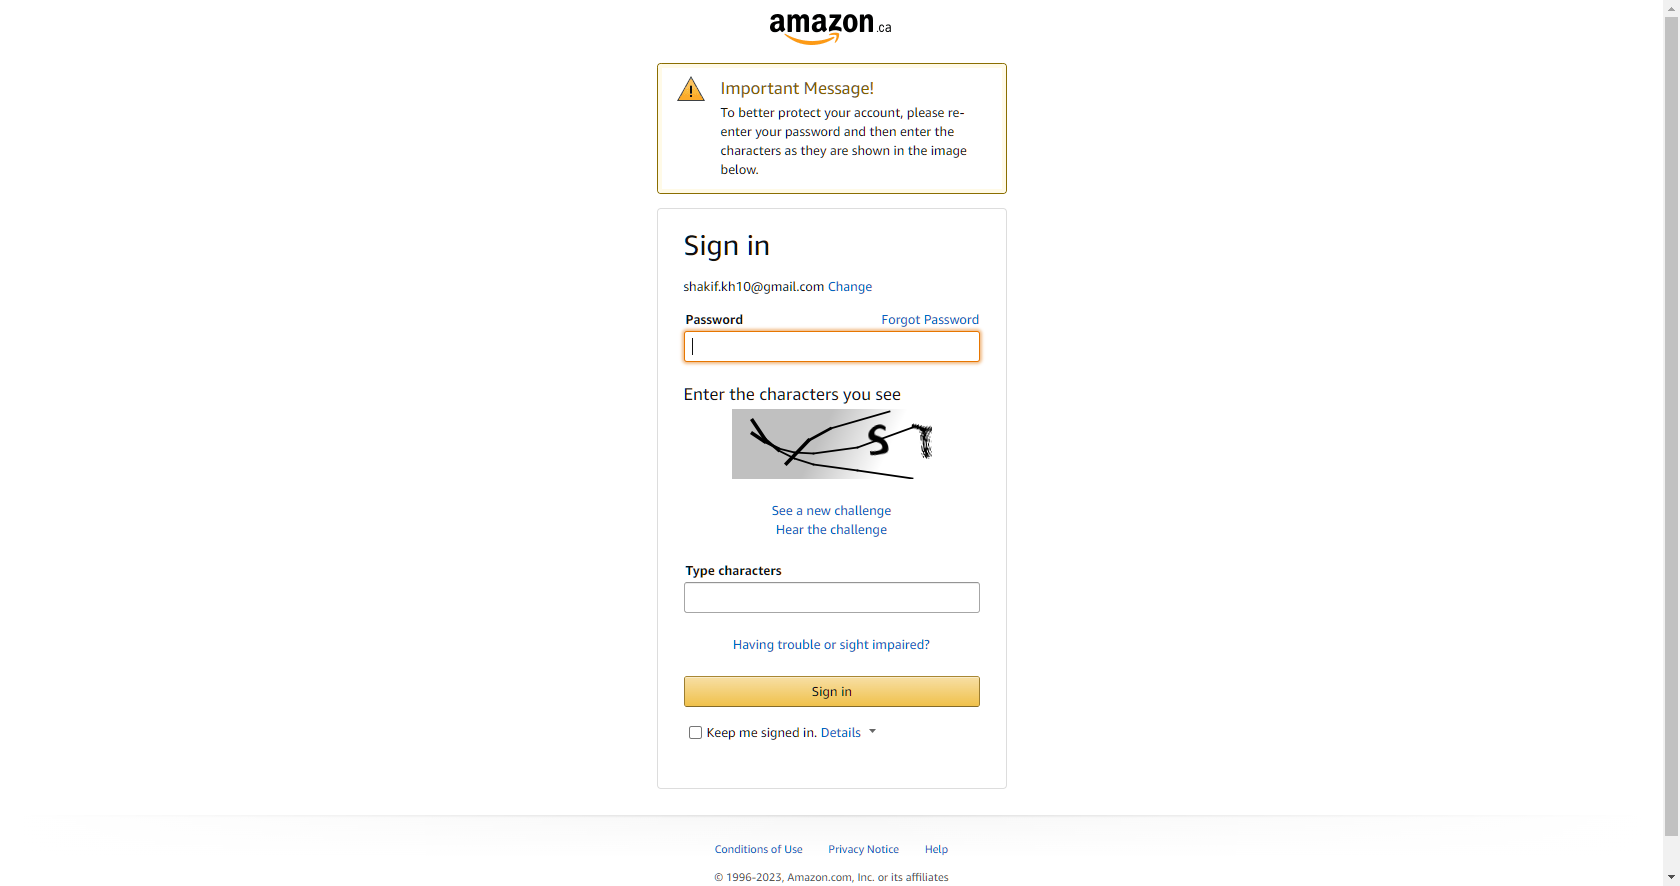 amazon.ca
Important Message!
To better protect your account, please re-
enter your password and then enter the
characters as they are shown in the image
below.
Sign in
shakif.kh10@gmail.com Change
Password Forgot Password
Enter the characters you see
See a new challenge
Hear the challenge
Type characters
Having trouble or sight impaired?
Sign in
Keep me signed in. Details
Conditions of Use Privacy Notice Help
© 1996-2023, Amazon.com, Inc. or its affiliates